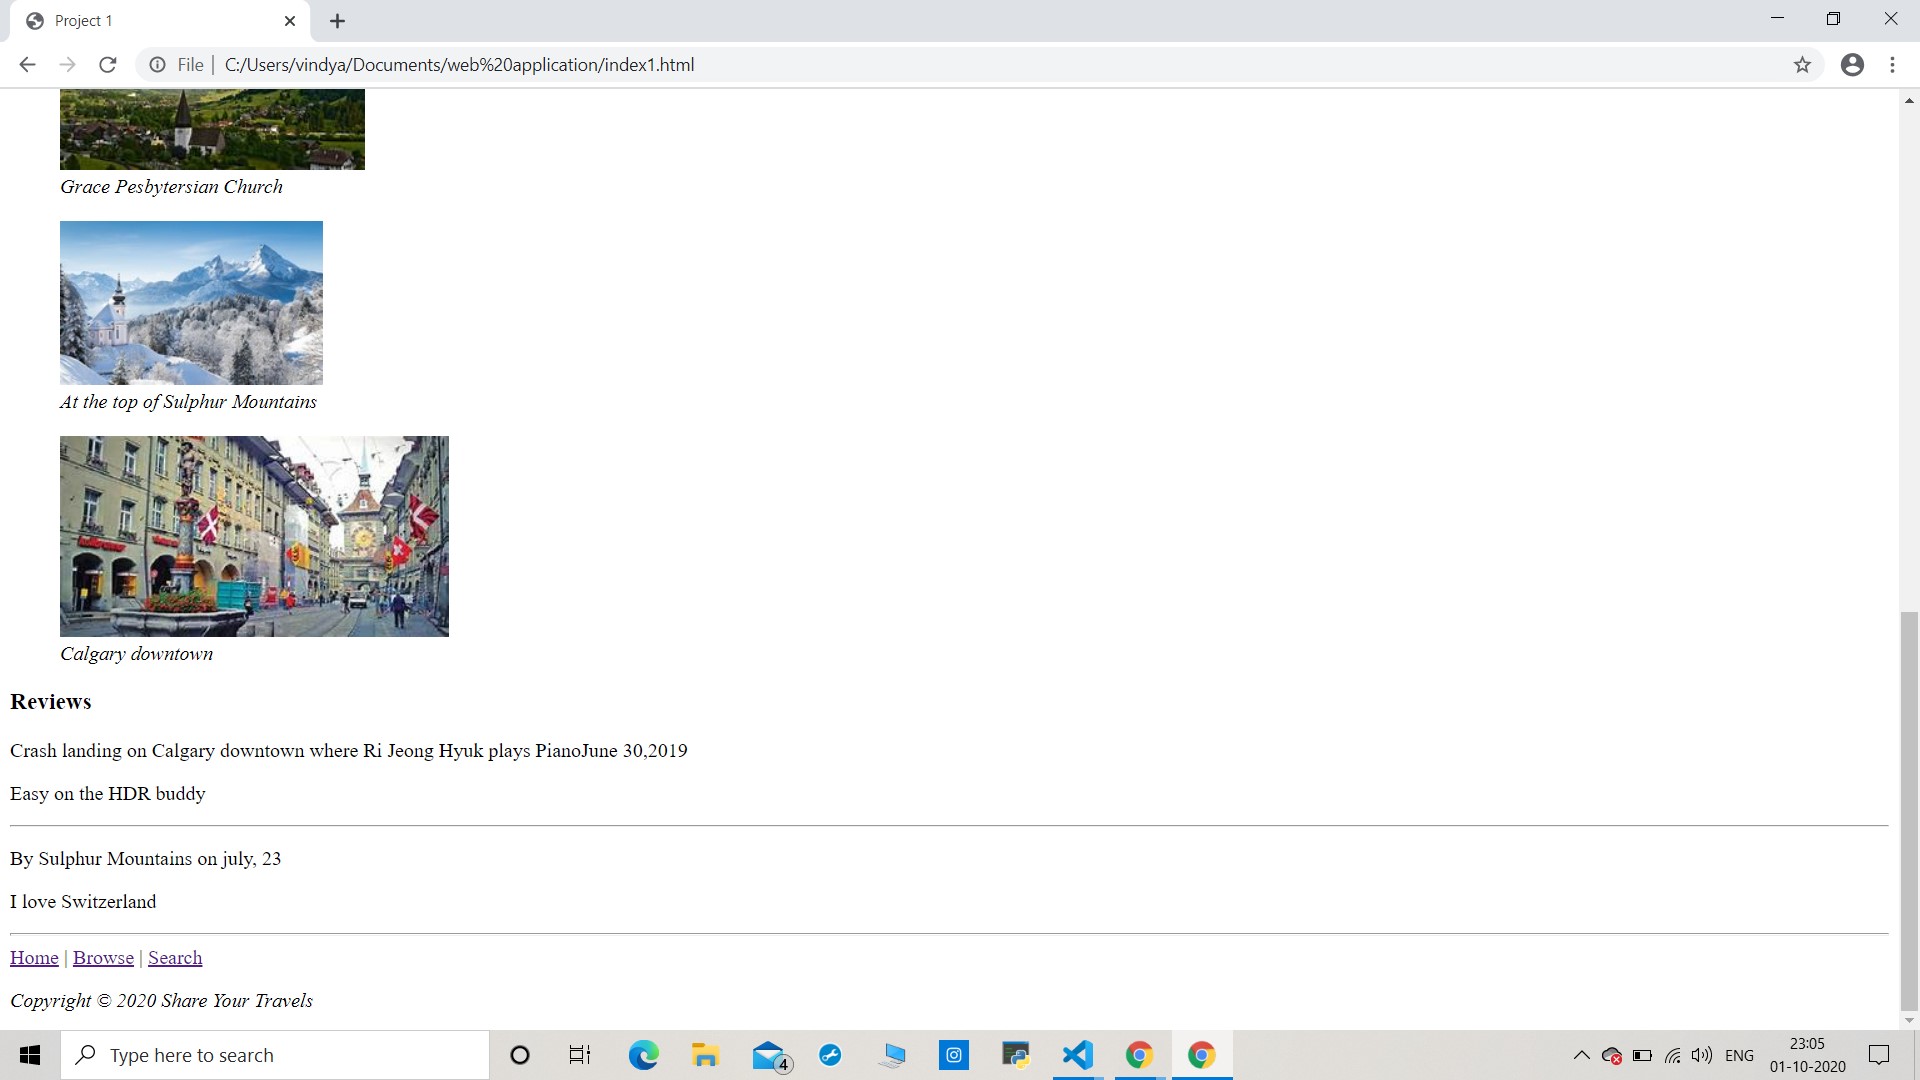 Project 1
File | C:/Users/vindya/Documents/web%20application/index1.html
Grace Pesbytersian Church
At the top of Sulphur Mountains
Calgary downtown
Reviews
Crash landing on Calgary downtown where Ri Jeong Hyuk plays PianoJune 30,2019
Easy on the HDR buddy
By Sulphur Mountains on july, 23
I love Switzerland
Home | Browse | Search
Copyright © 2020 Share Your Travels
Type here to search
4
ENG
23:05
01-10-2020